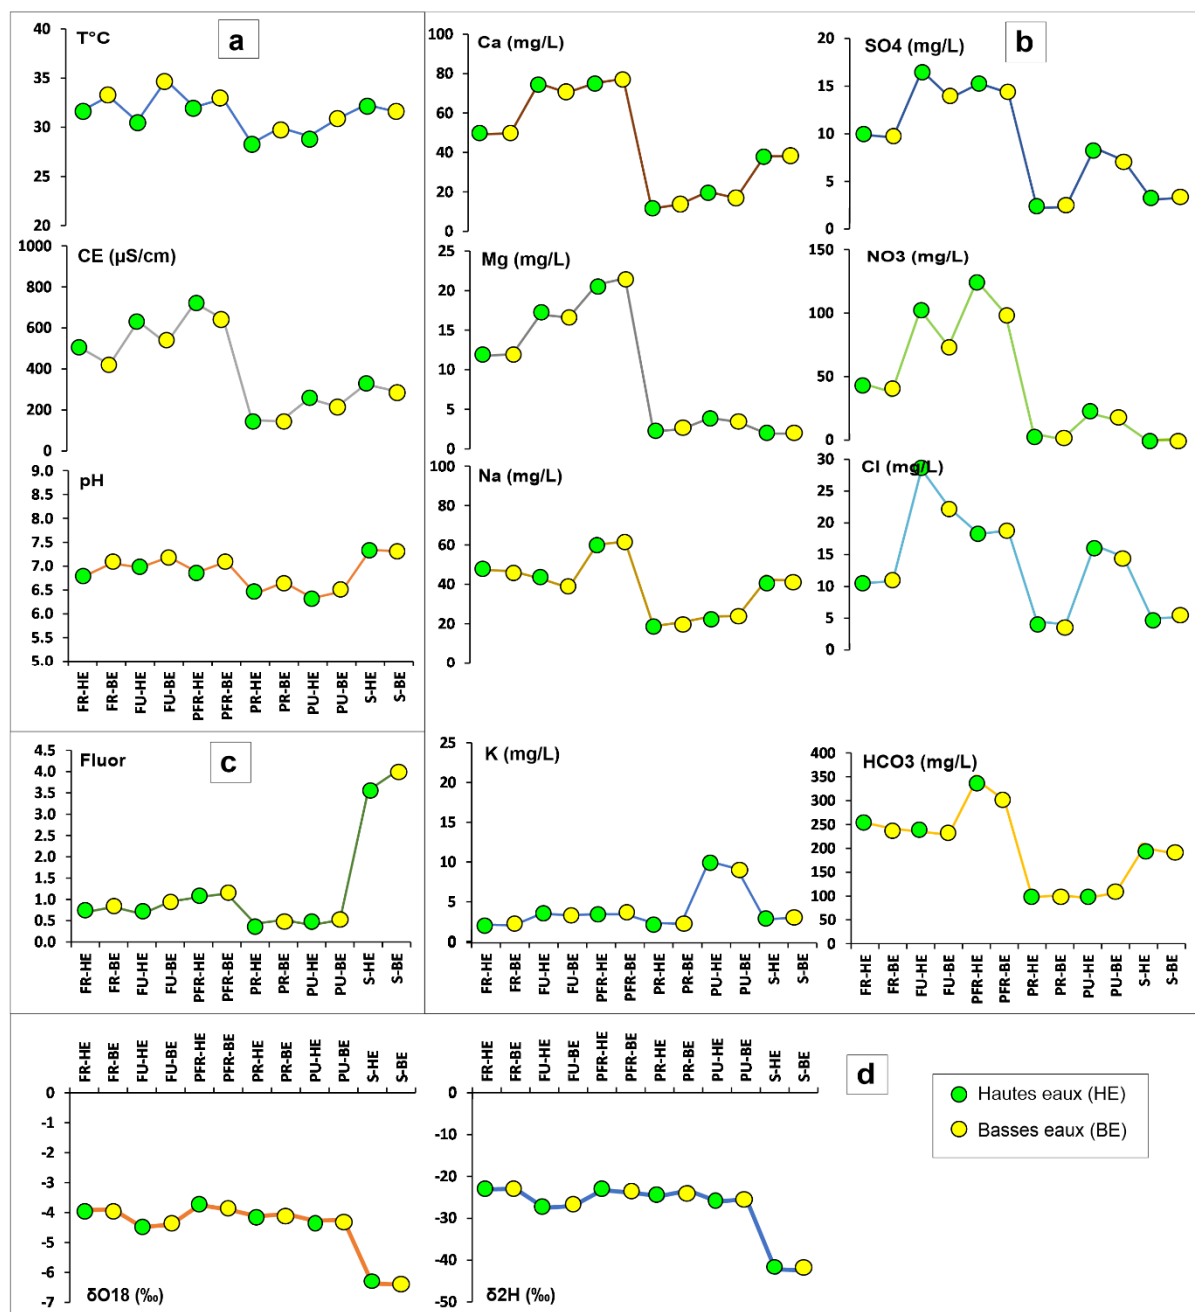 a
T°C
40
35
30
25
20
CE (µS/cm)
1000
800
600
400
200
0
pH
9.0
8.5
8.0
7.5
7.0
6.5
6.0
5.5
5.0
FR-HE
FR-BE
FU-HE
FU-BE
PFR-HE
PFR-BE
PR-HE
PR-BE
PU-HE
PU-BE
S-HE
S-BE
b
Ca (mg/L)
100
80
60
40
20
0
Mg (mg/L)
25
20
15
10
5
0
Na (mg/L)
100
80
60
40
20
0
K (mg/L)
25
20
15
10
5
0
FR-HE
FR-BE
FU-HE
FU-BE
PFR-HE
PFR-BE
PR-HE
PR-BE
PU-HE
PU-BE
S-HE
S-BE
SO4 (mg/L)
20
15
10
5
0
NO3 (mg/L)
150
100
50
0
Cl (mg/L)
30
25
20
15
10
5
0
HCO3 (mg/L)
400
350
300
250
200
150
100
50
0
FR-HE
FR-BE
FU-HE
FU-BE
PFR-HE
PFR-BE
PR-HE
PR-BE
PU-HE
PU-BE
S-HE
S-BE
c
Fluor
4.5
4.0
3.5
3.0
2.5
2.0
1.5
1.0
0.5
0.0
FR-HE
FR-BE
FU-HE
FU-BE
PFR-HE
PFR-BE
PR-HE
PR-BE
PU-HE
PU-BE
S-HE
S-BE
d
FR-HE
FR-BE
FU-HE
FU-BE
PFR-HE
PFR-BE
PR-HE
PR-BE
PU-HE
PU-BE
S-HE
S-BE
0
-1
-2
-3
-4
-5
-6
-7
δO18 (‰)
FR-HE
FR-BE
FU-HE
FU-BE
PFR-HE
PFR-BE
PR-HE
PR-BE
PU-HE
PU-BE
S-HE
S-BE
0
-10
-20
-30
-40
-50
δ2H (‰)
Hautes eaux (HE)
Basses eaux (BE)